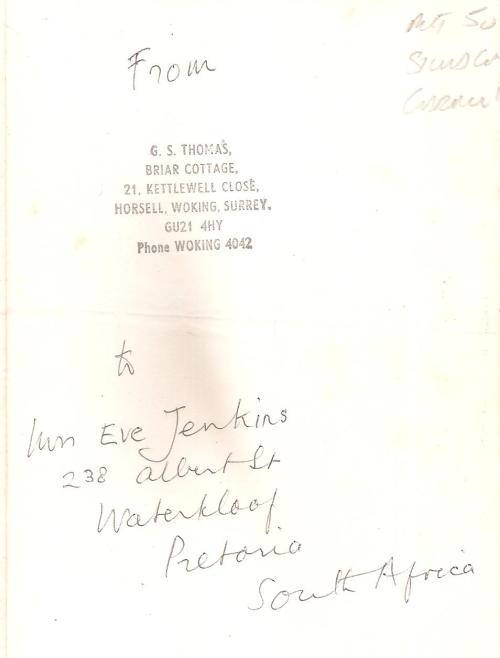 From
G. S. THOMAS,
BRIAR COTTAGE,
21, KETTLEWELL CLOSE,
HORSELL, WOKING, SURREY.
GU21 4HY
Phone WOKING 4042
to
Eve Jenkins
238 Albert St
Waterkloof
Pretoria
South Africa